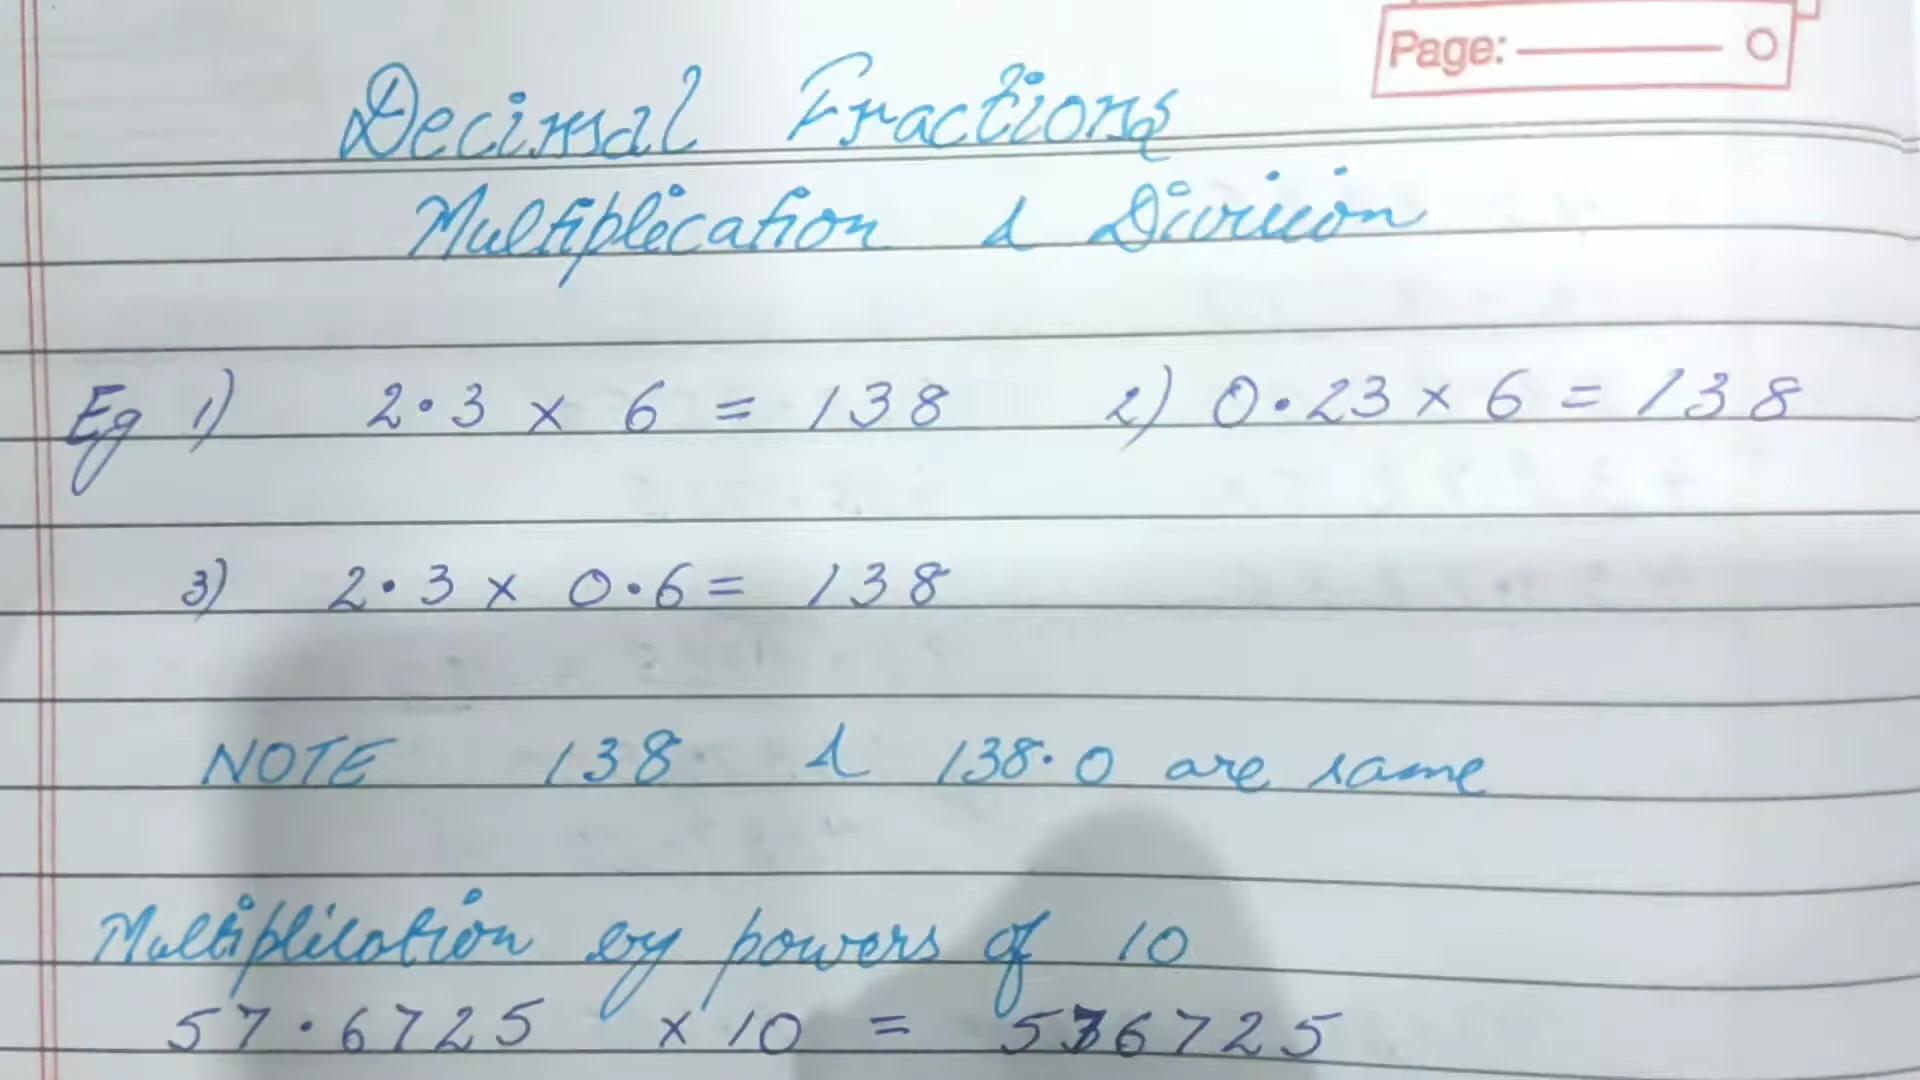 Page: O
Decimal Fractions
Multiplication & Division
Eg 1) 2.3 x 6 = 138 2) 0.23 x 6 = 138
3) 2.3 x 0.6 = 138
NOTE 138 & 138.0 are same
Multiplication by powers of 10
57.6725 x 10 = 576725